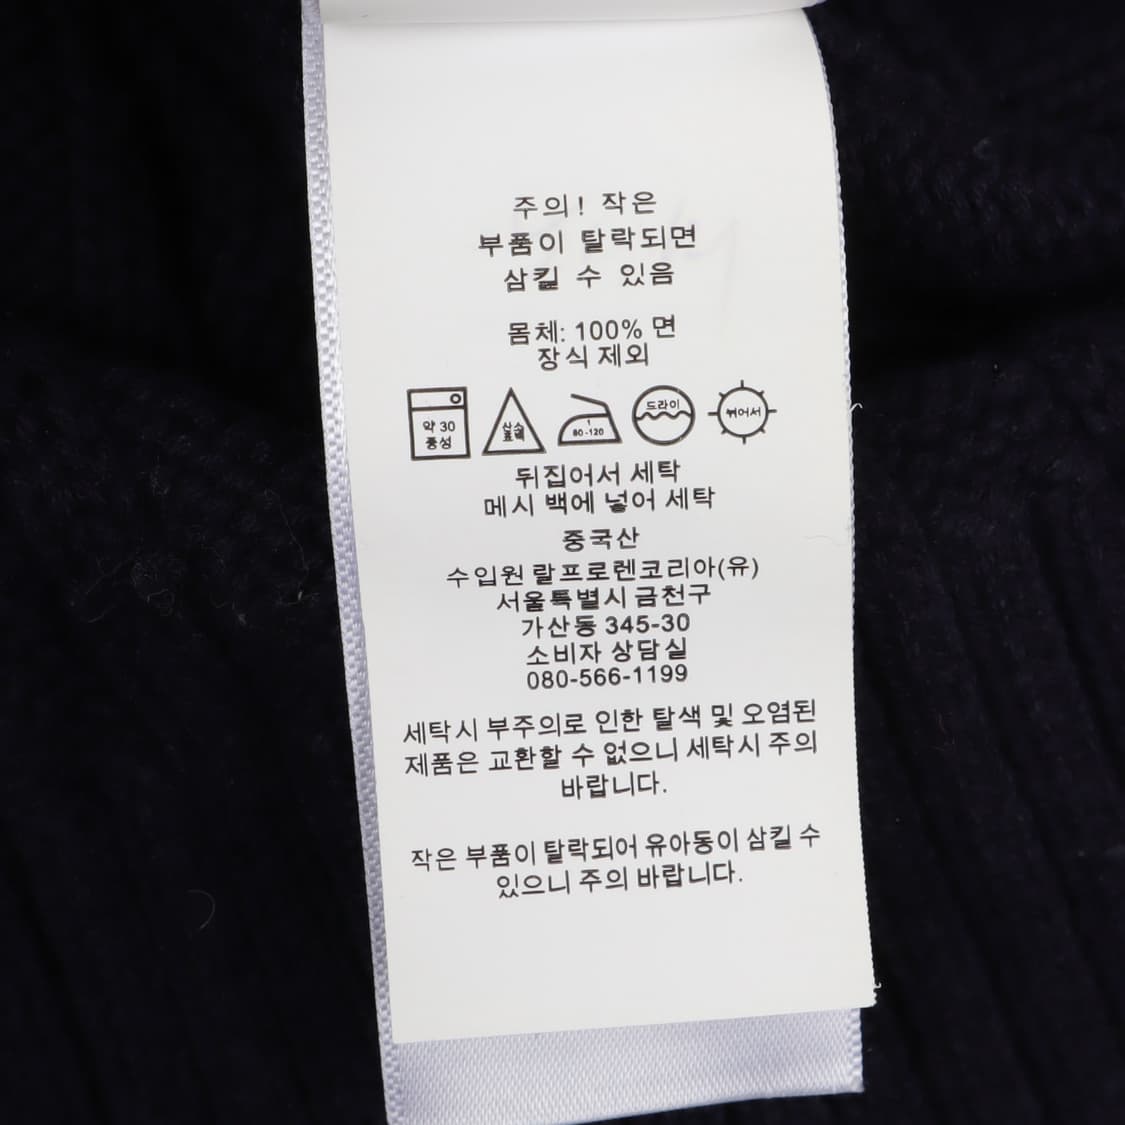 주의! 작은
부품이 탈락되면
삼킬 수 있음
몸체: 100% 면
장식 제외
약 30
중성
산소
표백
80-120
드라이
뉘어서
뒤집어서 세탁
메시 백에 넣어 세탁
중국산
수입원 랄프로렌코리아(유)
서울특별시 금천구
가산동 345-30
소비자 상담실
080-566-1199
세탁시 부주의로 인한 탈색 및 오염된
제품은 교환할 수 없으니 세탁시 주의
바랍니다.
작은 부품이 탈락되어 유아동이 삼킬 수
있으니 주의 바랍니다.